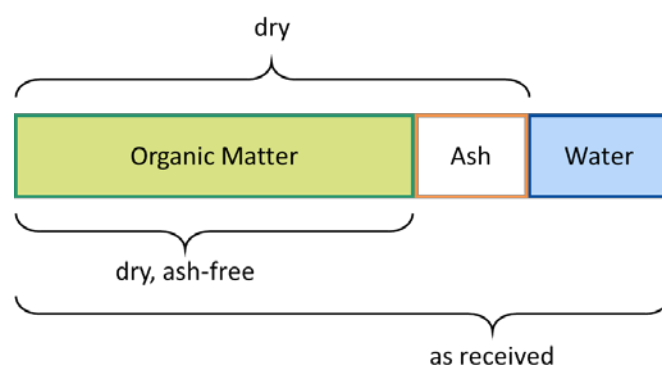 dry
Organic Matter Ash Water
dry, ash-free
as received